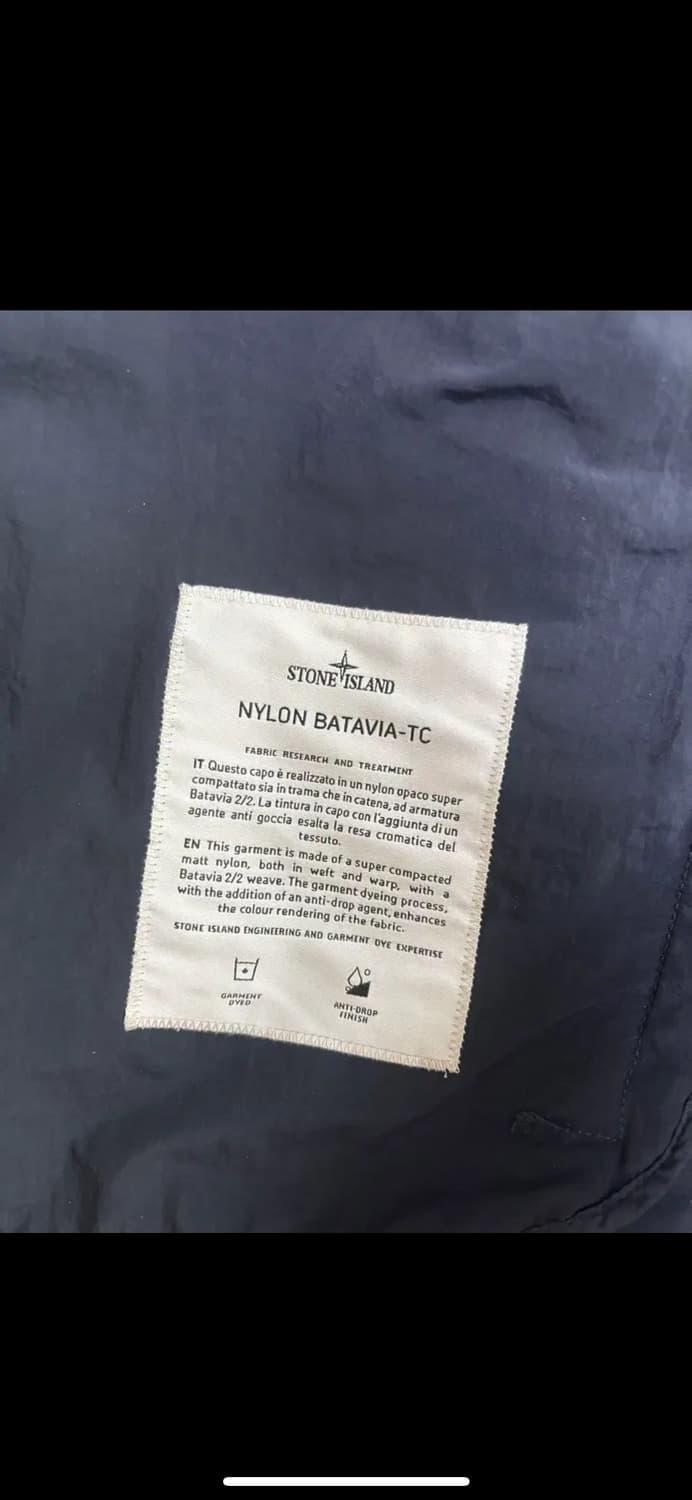 STONE ISLAND
NYLON BATAVIA-TC
FABRIC RESEARCH AND TREATMENT
IT Questo capo è realizzato in un nylon opaco super
compattato sia in trama che in catena, ad armatura
Batavia 2/2. La tintura in capo con l'aggiunta di un
agente anti goccia esalta la resa cromatica del
tessuto.
EN This garment is made of a super compacted
matt nylon, both in weft and warp, with a
Batavia 2/2 weave. The garment dyeing process,
with the addition of an anti-drop agent, enhances
the colour rendering of the fabric.
STONE ISLAND ENGINEERING AND GARMENT DYE EXPERTISE
GARMENT
DYED
ANTI-DROP
FINISH